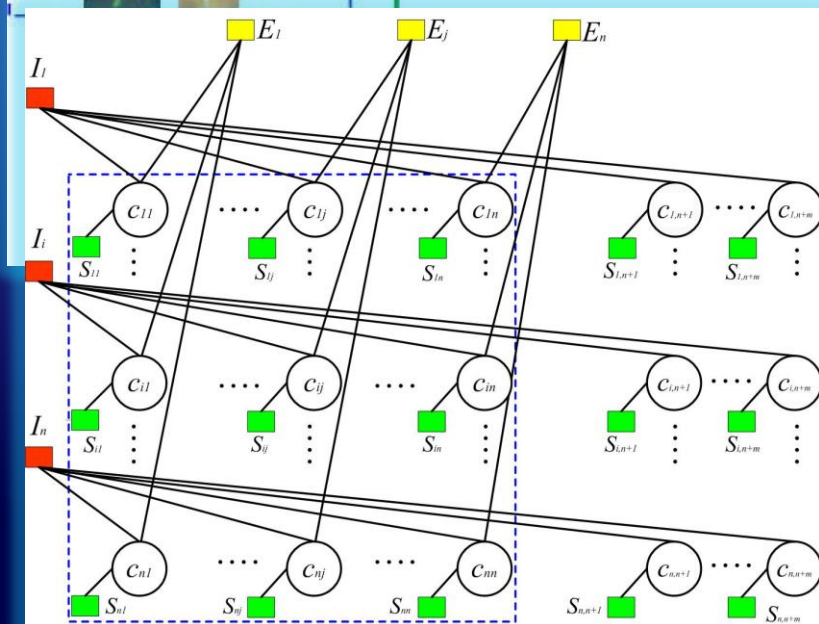 E1 Ej En
I1
c11 .... c1j .... c1n c1,n+1 .... c1,n+m
Ii S11 S1j S1n S1,n+1 S1,n+m
ci1 .... cij .... cin ci,n+1 .... ci,n+m
In Si1 Sij Sin Si,n+1 Si,n+m
cn1 .... cnj .... cnn cn,n+1 .... cn,n+m
Sn1 Snj Snn Sn,n+1 Sn,n+m